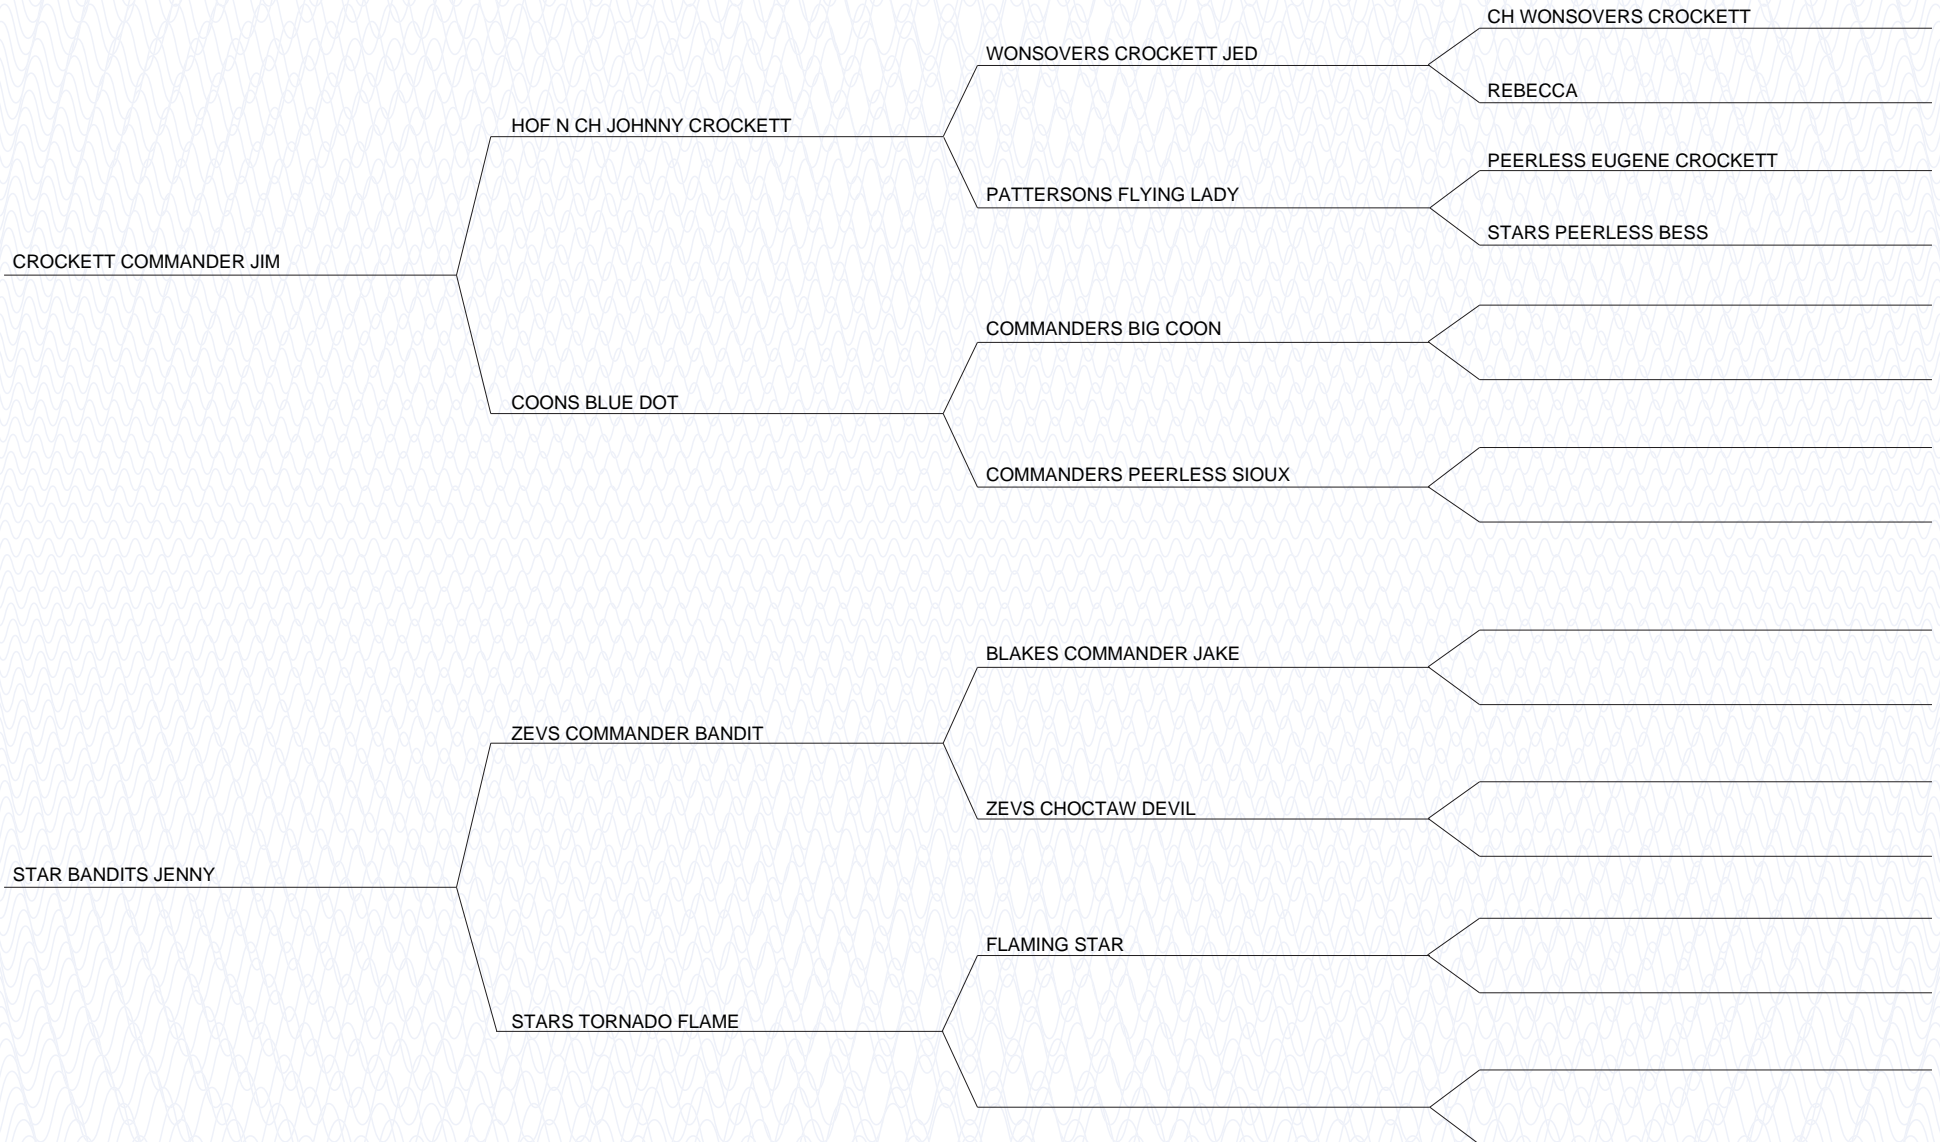 CH WONSOVERS CROCKETT
WONSOVERS CROCKETT JED
REBECCA
HOF N CH JOHNNY CROCKETT
PEERLESS EUGENE CROCKETT
PATTERSONS FLYING LADY
STARS PEERLESS BESS
CROCKETT COMMANDER JIM
COMMANDERS BIG COON
COONS BLUE DOT
COMMANDERS PEERLESS SIOUX
BLAKES COMMANDER JAKE
ZEVS COMMANDER BANDIT
ZEVS CHOCTAW DEVIL
STAR BANDITS JENNY
FLAMING STAR
STARS TORNADO FLAME